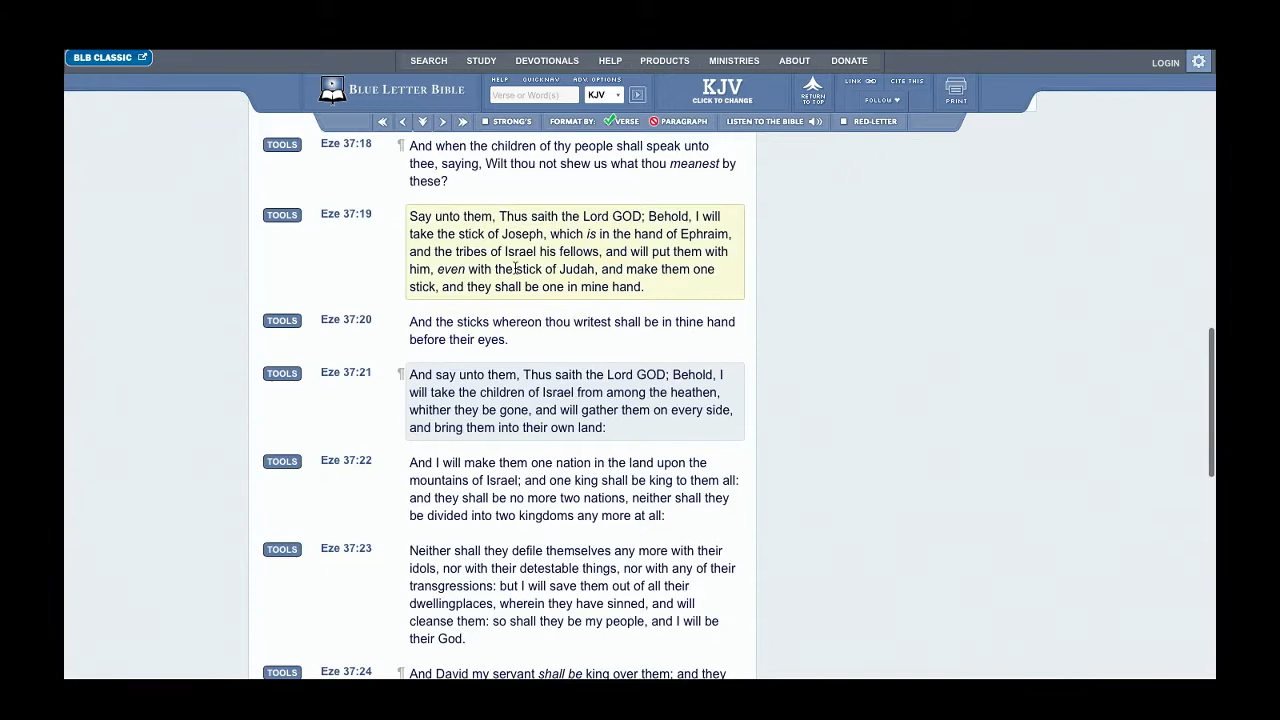 BLB CLASSIC
SEARCH STUDY DEVOTIONALS HELP PRODUCTS MINISTRIES ABOUT DONATE
LOGIN
BLUE LETTER BIBLE
HELP QUICKNAV ADV. OPTIONS
Verse or Word(s) KJV
KJV
CLICK TO CHANGE
RETURN
TO TOP
LINK CITE THIS
FOLLOW
PRINT
STRONG'S FORMAT BY: VERSE PARAGRAPH LISTEN TO THE BIBLE RED-LETTER
TOOLS Eze 37:18 ¶ And when the children of thy people shall speak unto
thee, saying, Wilt thou not shew us what thou meanest by
these?
TOOLS Eze 37:19 Say unto them, Thus saith the Lord GOD; Behold, I will
take the stick of Joseph, which is in the hand of Ephraim,
and the tribes of Israel his fellows, and will put them with
him, even with the stick of Judah, and make them one
stick, and they shall be one in mine hand.
TOOLS Eze 37:20 And the sticks whereon thou writest shall be in thine hand
before their eyes.
TOOLS Eze 37:21 ¶ And say unto them, Thus saith the Lord GOD; Behold, I
will take the children of Israel from among the heathen,
whither they be gone, and will gather them on every side,
and bring them into their own land:
TOOLS Eze 37:22 And I will make them one nation in the land upon the
mountains of Israel; and one king shall be king to them all:
and they shall be no more two nations, neither shall they
be divided into two kingdoms any more at all:
TOOLS Eze 37:23 Neither shall they defile themselves any more with their
idols, nor with their detestable things, nor with any of their
transgressions: but I will save them out of all their
dwellingplaces, wherein they have sinned, and will
cleanse them: so shall they be my people, and I will be
their God.
TOOLS Eze 37:24 ¶ And David my servant shall be king over them; and they